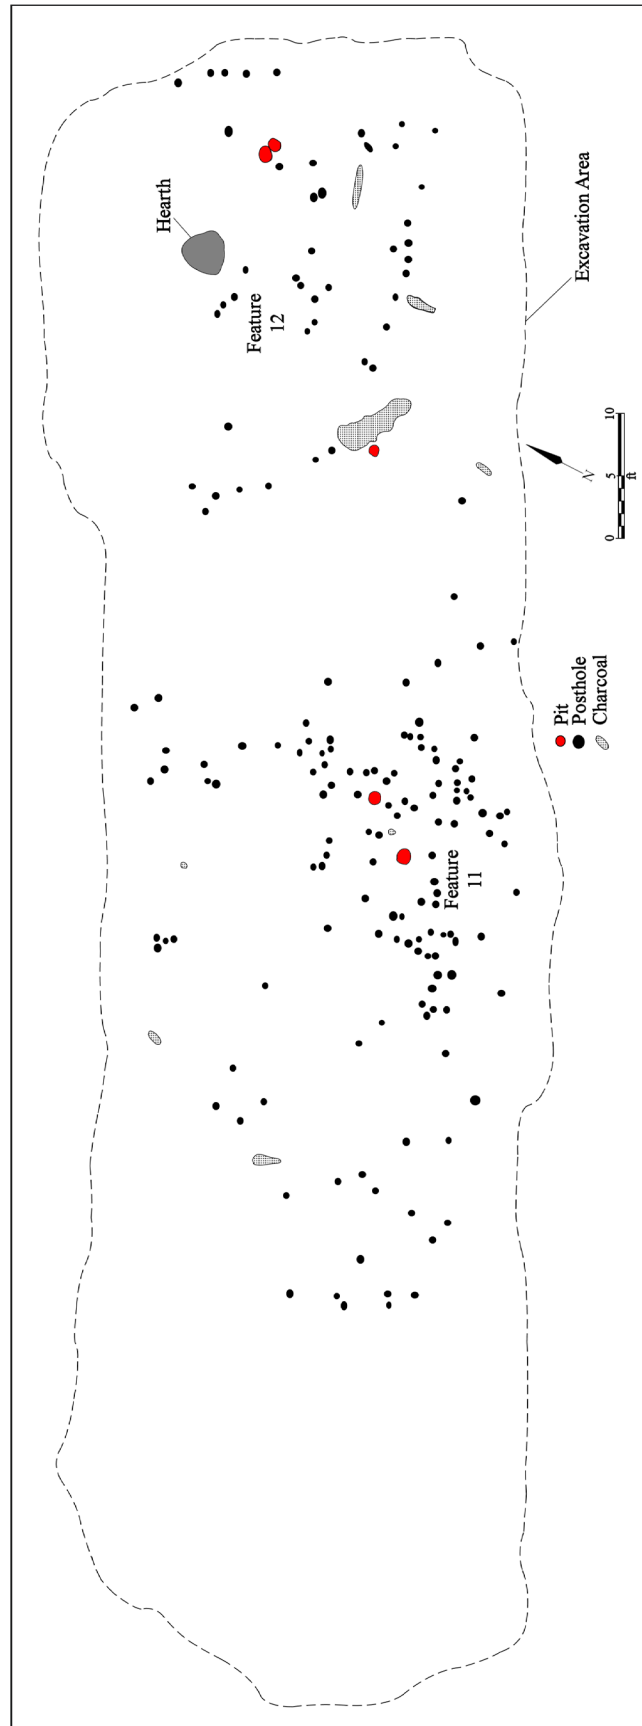 Hearth
Feature
12
Excavation Area
N
0
5
10
ft
Feature
11
Pit
Posthole
Charcoal